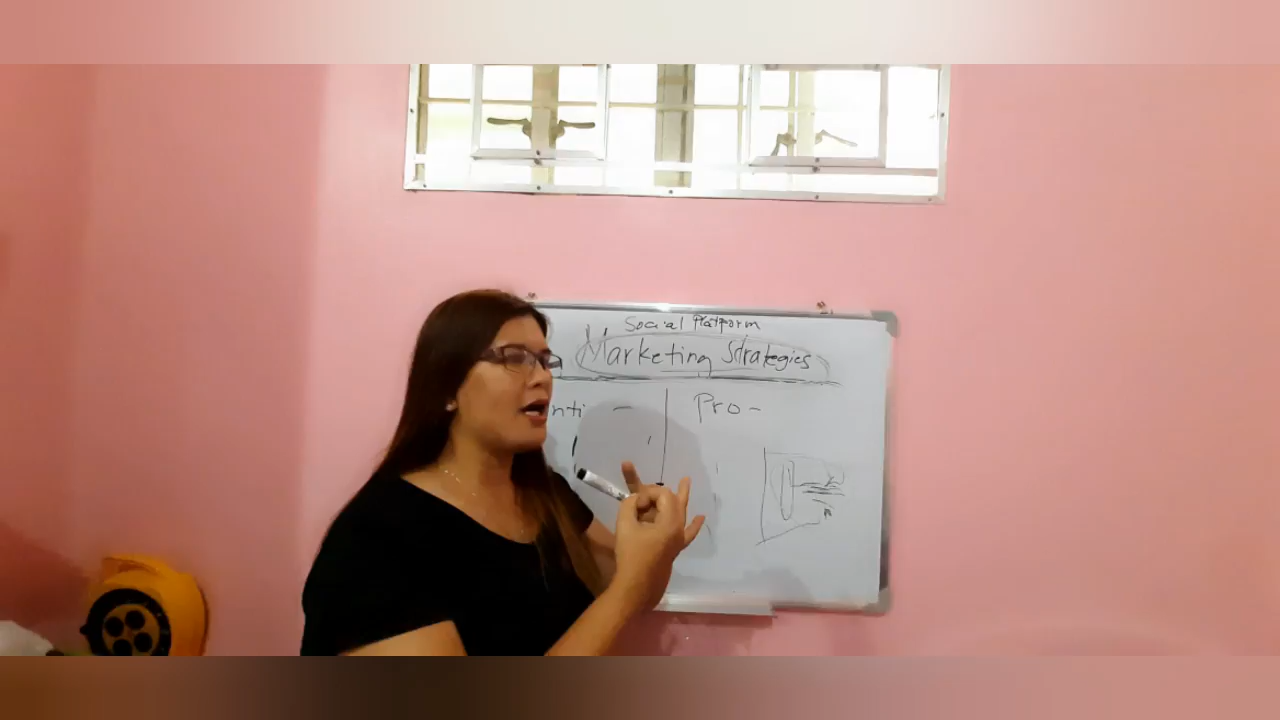 Social Platform
Marketing Strategies
nti - Pro -